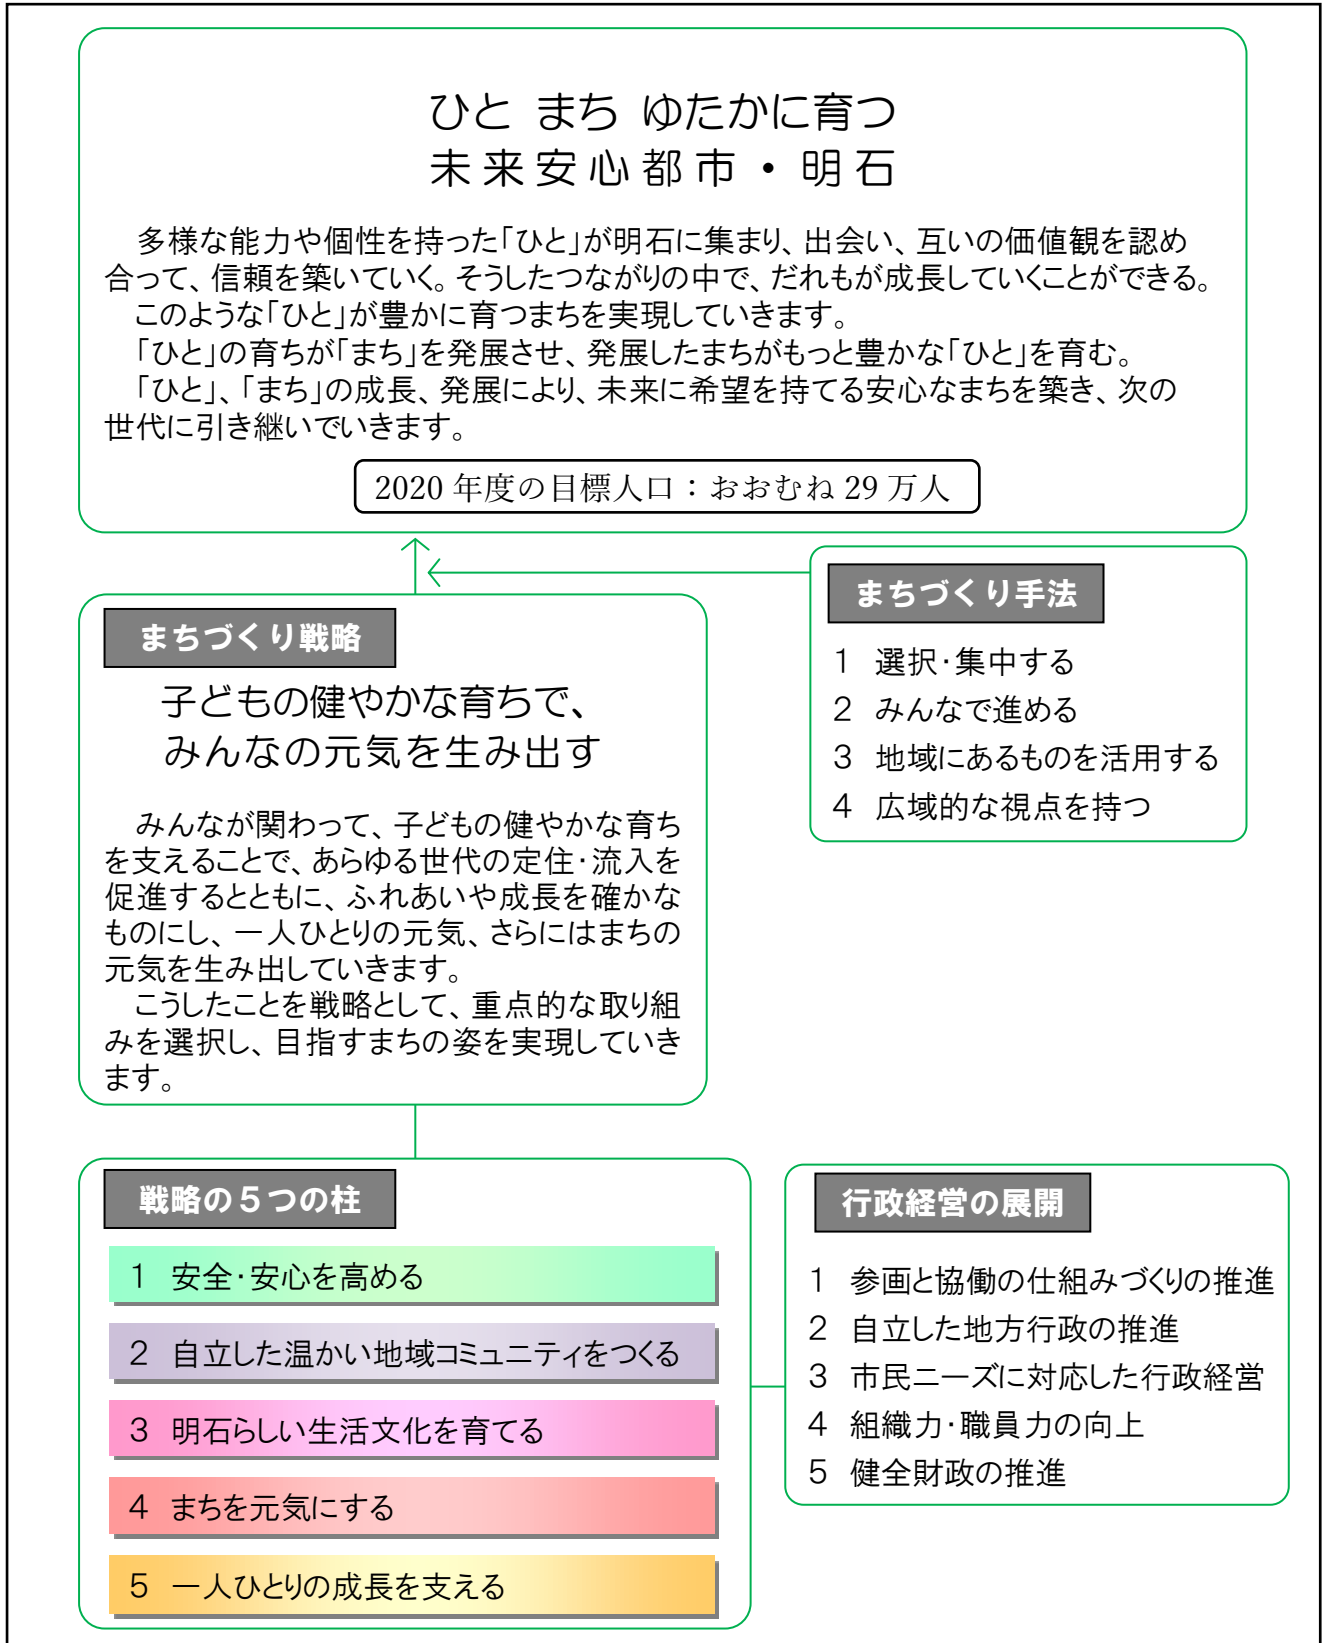 ひと まち ゆたかに育つ
未来安心都市・明石
多様な能力や個性を持った「ひと」が明石に集まり、出会い、互いの価値観を認め
合って、信頼を築いていく。そうしたつながりの中で、だれもが成長していくことができる。
このような「ひと」が豊かに育つまちを実現していきます。
「ひと」の育ちが「まち」を発展させ、発展したまちがもっと豊かな「ひと」を育む。
「ひと」、「まち」の成長、発展により、未来に希望を持てる安心なまちを築き、次の
世代に引き継いでいきます。
2020 年度の目標人口：おおむね 29 万人
まちづくり手法
1 選択・集中する
2 みんなで進める
3 地域にあるものを活用する
4 広域的な視点を持つ
まちづくり戦略
子どもの健やかな育ちで、
みんなの元気を生み出す
みんなが関わって、子どもの健やかな育ち
を支えることで、あらゆる世代の定住・流入を
促進するとともに、ふれあいや成長を確かな
ものにし、一人ひとりの元気、さらにはまちの
元気を生み出していきます。
こうしたことを戦略として、重点的な取り組
みを選択し、目指すまちの姿を実現していき
ます。
戦略の５つの柱
1 安全・安心を高める
2 自立した温かい地域コミュニティをつくる
3 明石らしい生活文化を育てる
4 まちを元気にする
5 一人ひとりの成長を支える
行政経営の展開
1 参画と協働の仕組みづくりの推進
2 自立した地方行政の推進
3 市民ニーズに対応した行政経営
4 組織力・職員力の向上
5 健全財政の推進